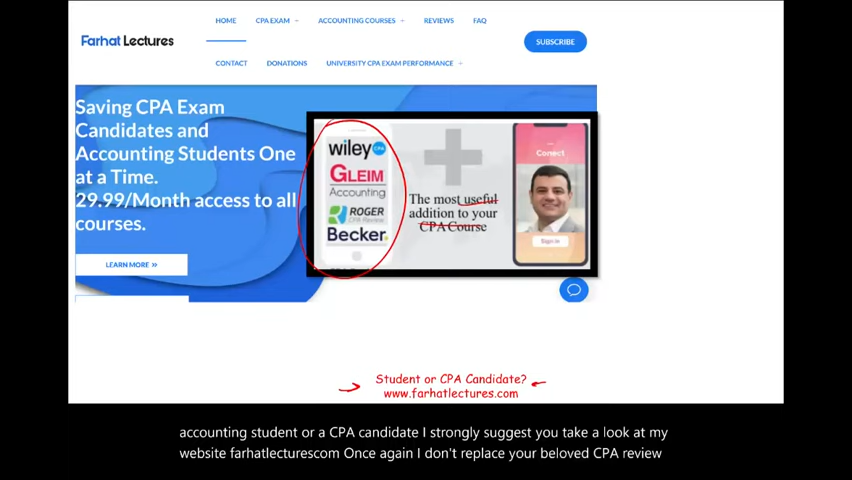 HOME
CPA EXAM
ACCOUNTING COURSES
REVIEWS
FAQ
Farhat Lectures
SUBSCRIBE
CONTACT
DONATIONS
UNIVERSITY CPA EXAM PERFORMANCE
Saving CPA Exam
Candidates and
Accounting Students One
at a Time.
29.99/Month access to all
courses.
LEARN MORE
wiley CPA
GLEIM
Accounting
ROGER
CPA Review
Becker.
The most useful
addition to your
CPA Course
Conect
Sign in
Student or CPA Candidate?
www.farhatlectures.com
accounting student or a CPA candidate I strongly suggest you take a look at my
website farhatlecturescom Once again I don't replace your beloved CPA review